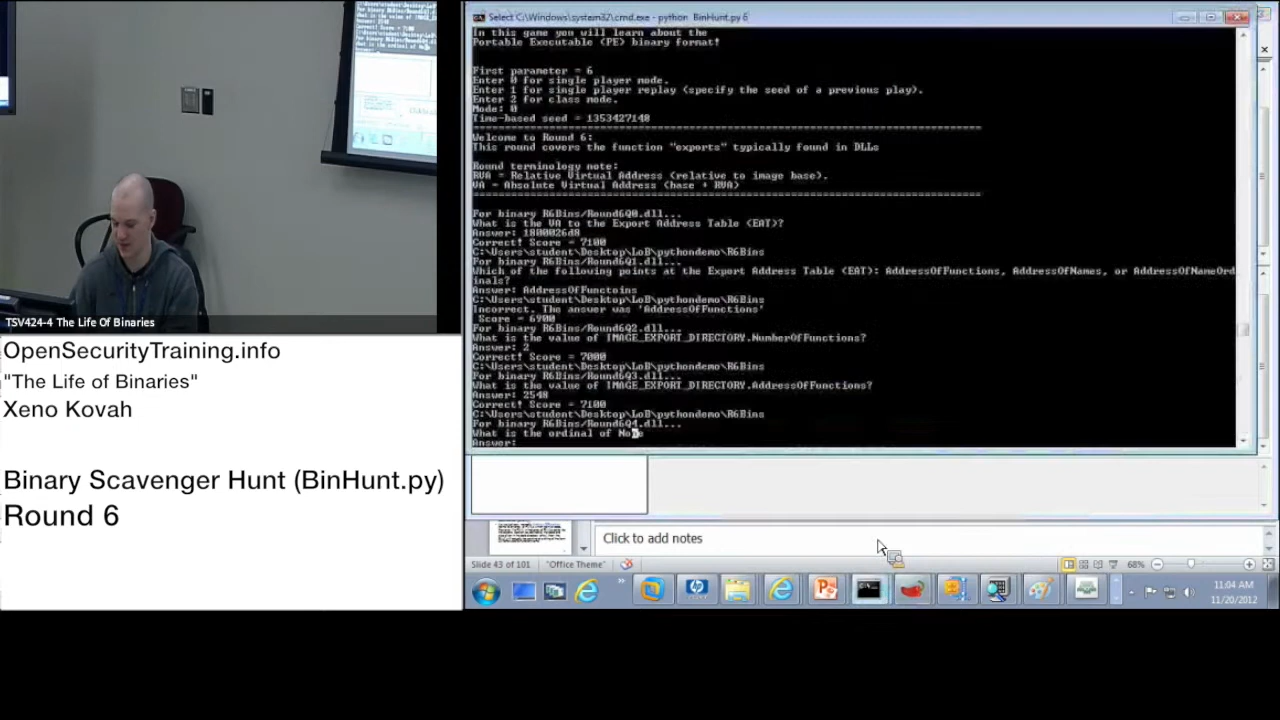 TSV424-4 The Life Of Binaries
OpenSecurityTraining.info
"The Life of Binaries"
Xeno Kovah
Binary Scavenger Hunt (BinHunt.py)
Round 6
Select C:\Windows\system32\cmd.exe - python BinHunt.py 6
In this game you will learn about the
Portable Executable (PE) binary format!
First parameter = 6
Enter 0 for single player mode.
Enter 1 for single player replay (specify the seed of a previous play).
Enter 2 for class mode.
Mode: 0
Time-based seed = 1353427140
Welcome to Round 6:
This round covers the function "exports" typically found in DLLs
Round terminology note:
RVA = Relative Virtual Address (relative to image base).
VA = Absolute Virtual Address (base + RVA)
For binary R6Bins/Round6Q0.dll...
What is the VA to the Export Address Table (EAT)?
Answer: 1800026d8
Correct! Score = 7100
C:\Users\student\Desktop\LoB\pythondemo\R6Bins
For binary R6Bins/Round6Q1.dll...
Which of the following points at the Export Address Table (EAT): AddressOfFunctions, AddressOfNames, or AddressOfNameOrd
inals?
Answer: AddressOfFunctoins
C:\Users\student\Desktop\LoB\pythondemo\R6Bins
Incorrect. The answer was 'AddressOfFunctions'
Score = 6900
For binary R6Bins/Round6Q2.dll...
What is the value of IMAGE_EXPORT_DIRECTORY.NumberOfFunctions?
Answer: 2
Correct! Score = 7000
C:\Users\student\Desktop\LoB\pythondemo\R6Bins
For binary R6Bins/Round6Q3.dll...
What is the value of IMAGE_EXPORT_DIRECTORY.AddressOfFunctions?
Answer: 2548
Correct! Score = 7100
C:\Users\student\Desktop\LoB\pythondemo\R6Bins
For binary R6Bins/Round6Q4.dll...
What is the ordinal of
Answer:
Click to add notes
Slide 43 of 101
"Office Theme"
68%
11:04 AM
11/20/2012